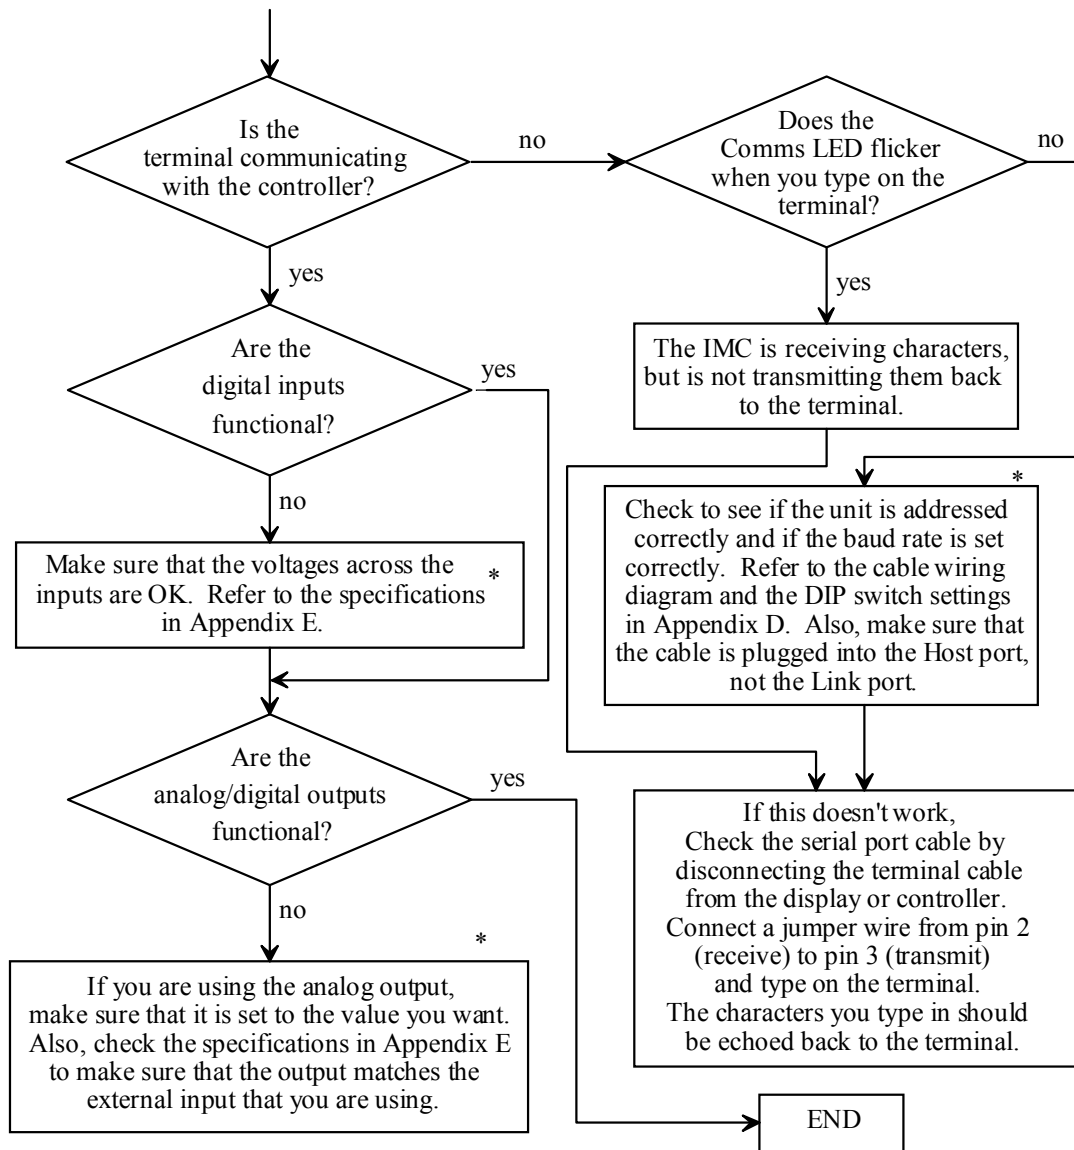 Is the
terminal communicating
with the controller?
no
Does the
Comms LED flicker
when you type on the
terminal?
no
yes
yes
Are the
digital inputs
functional?
yes
The IMC is receiving characters,
but is not transmitting them back
to the terminal.
no
*
Check to see if the unit is addressed
correctly and if the baud rate is set
correctly. Refer to the cable wiring
diagram and the DIP switch settings
in Appendix D. Also, make sure that
the cable is plugged into the Host port,
not the Link port.
Make sure that the voltages across the
inputs are OK. Refer to the specifications
in Appendix E.
*
Are the
analog/digital outputs
functional?
yes
no
If this doesn't work,
Check the serial port cable by
disconnecting the terminal cable
from the display or controller.
Connect a jumper wire from pin 2
(receive) to pin 3 (transmit)
and type on the terminal.
The characters you type in should
be echoed back to the terminal.
*
If you are using the analog output,
make sure that it is set to the value you want.
Also, check the specifications in Appendix E
to make sure that the output matches the
external input that you are using.
END